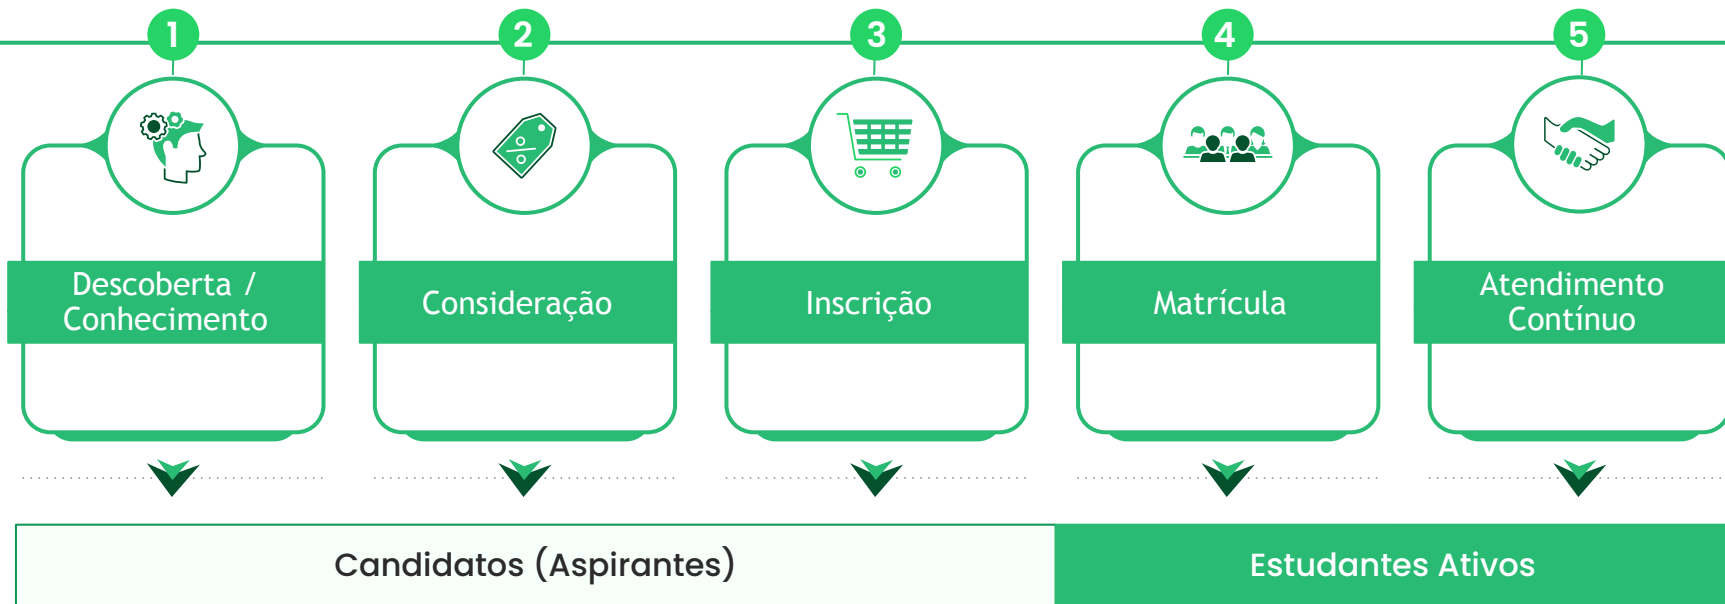 1
2
3
4
5
Descoberta /
Conhecimento
Consideração
Inscrição
Matrícula
Atendimento
Contínuo
Candidatos (Aspirantes)
Estudantes Ativos